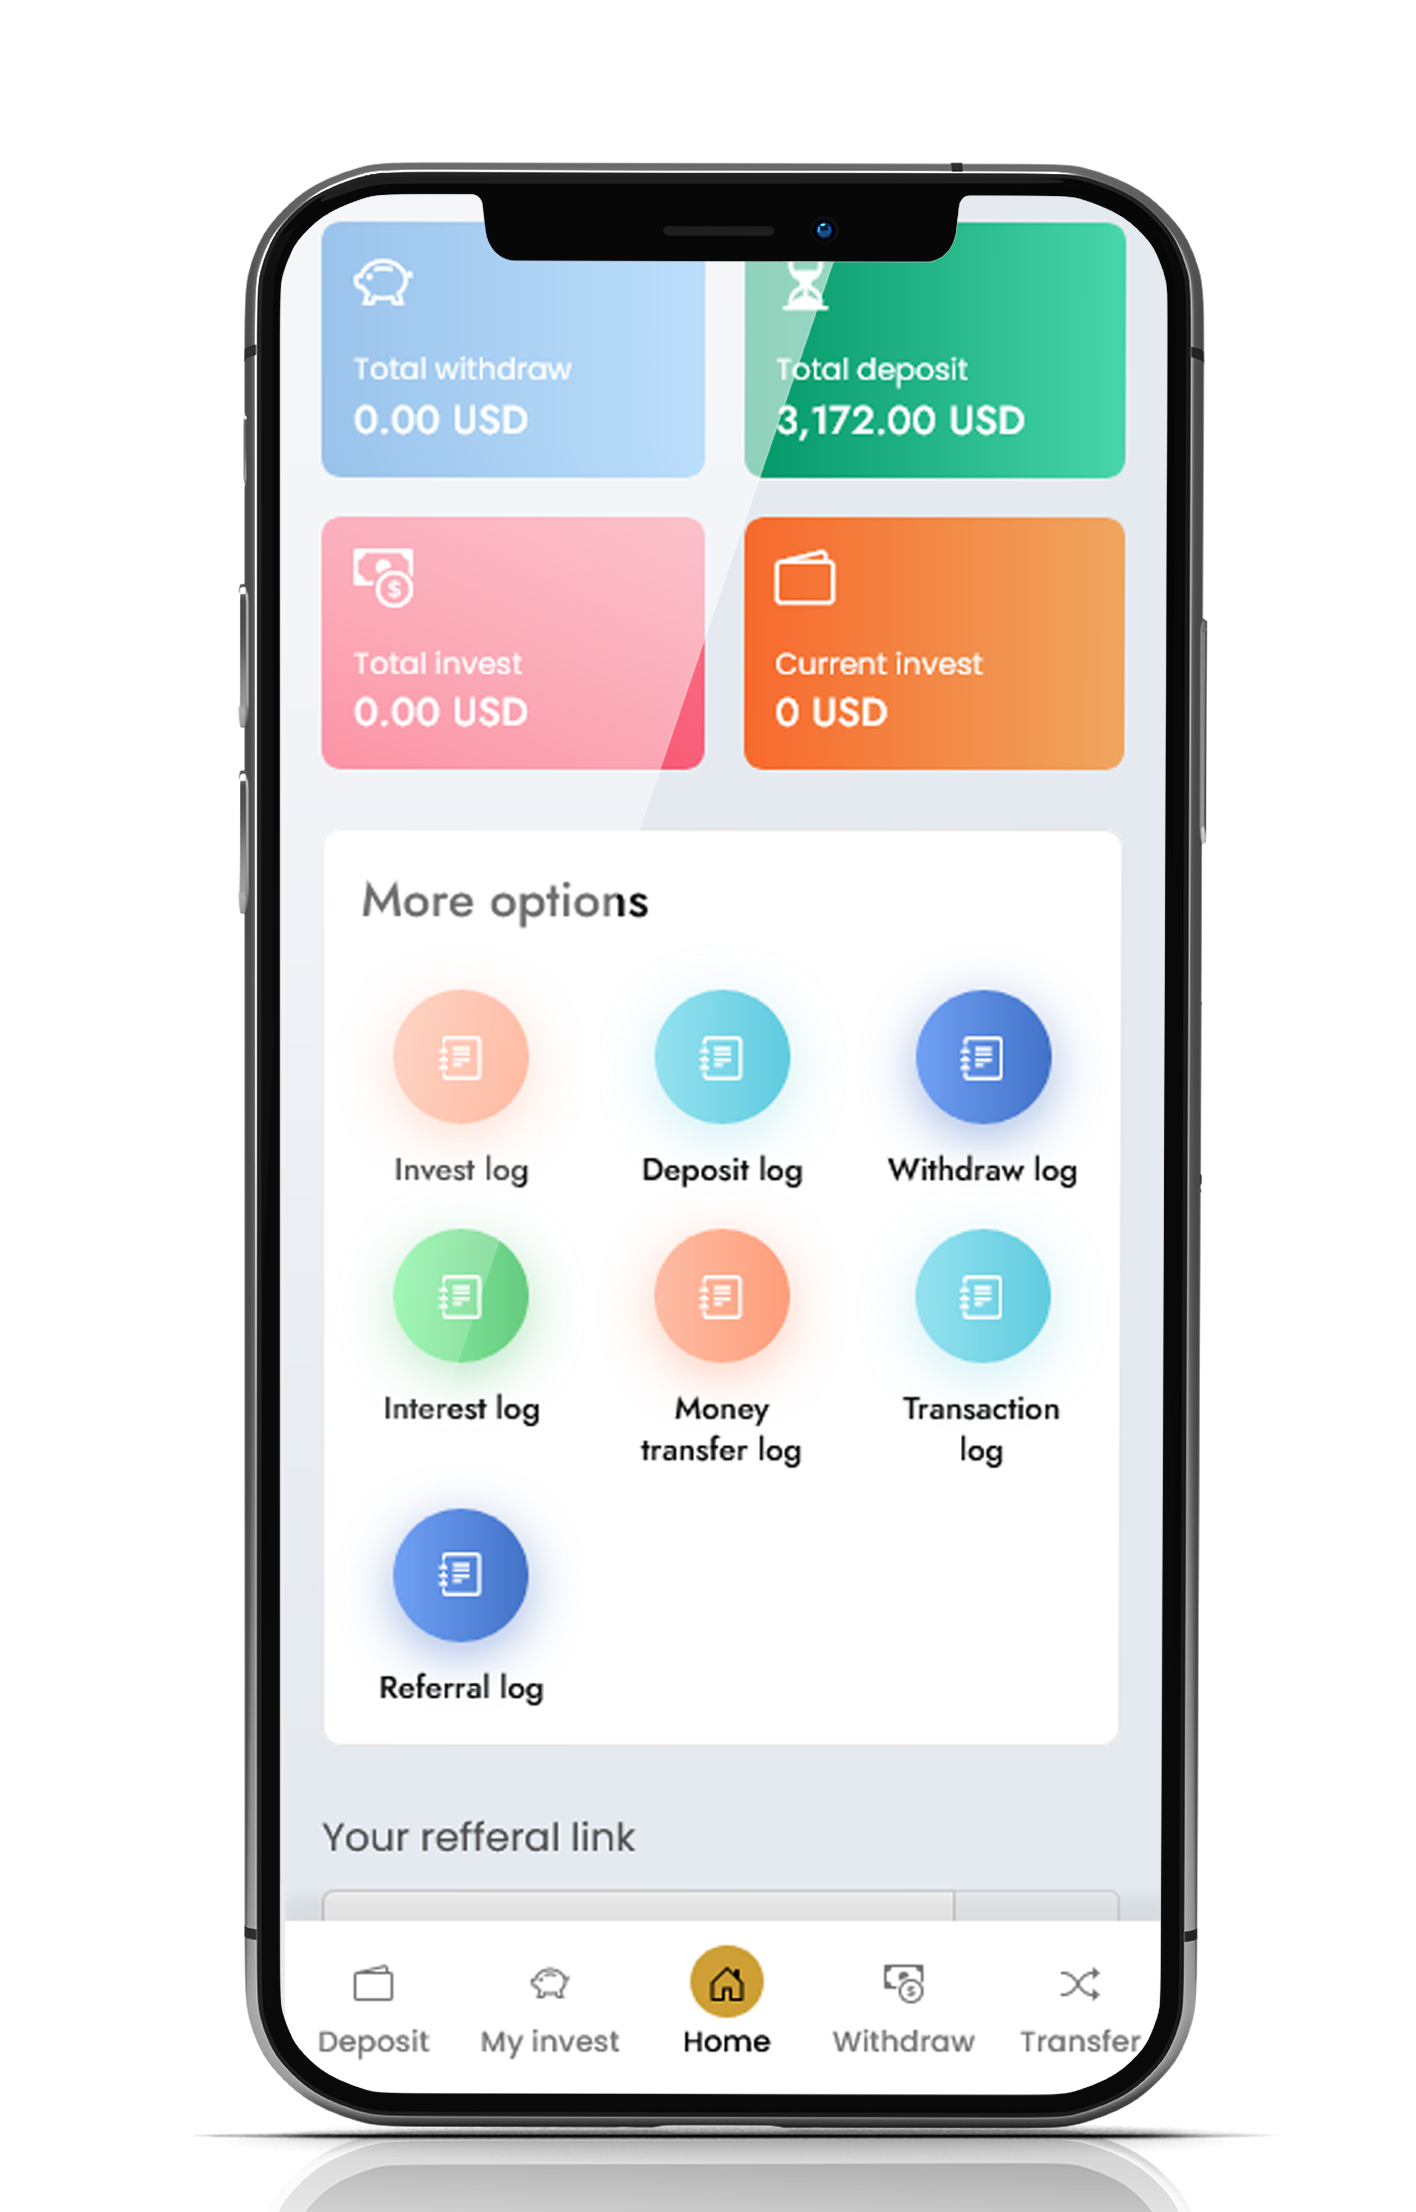 Total withdraw
0.00 USD
Total deposit
3,172.00 USD
Total invest
0.00 USD
Current invest
0 USD
More options
Invest log
Deposit log
Withdraw log
Interest log
Money
transfer log
Transaction
log
Referral log
Your refferal link
Deposit
My invest
Home
Withdraw
Transfer